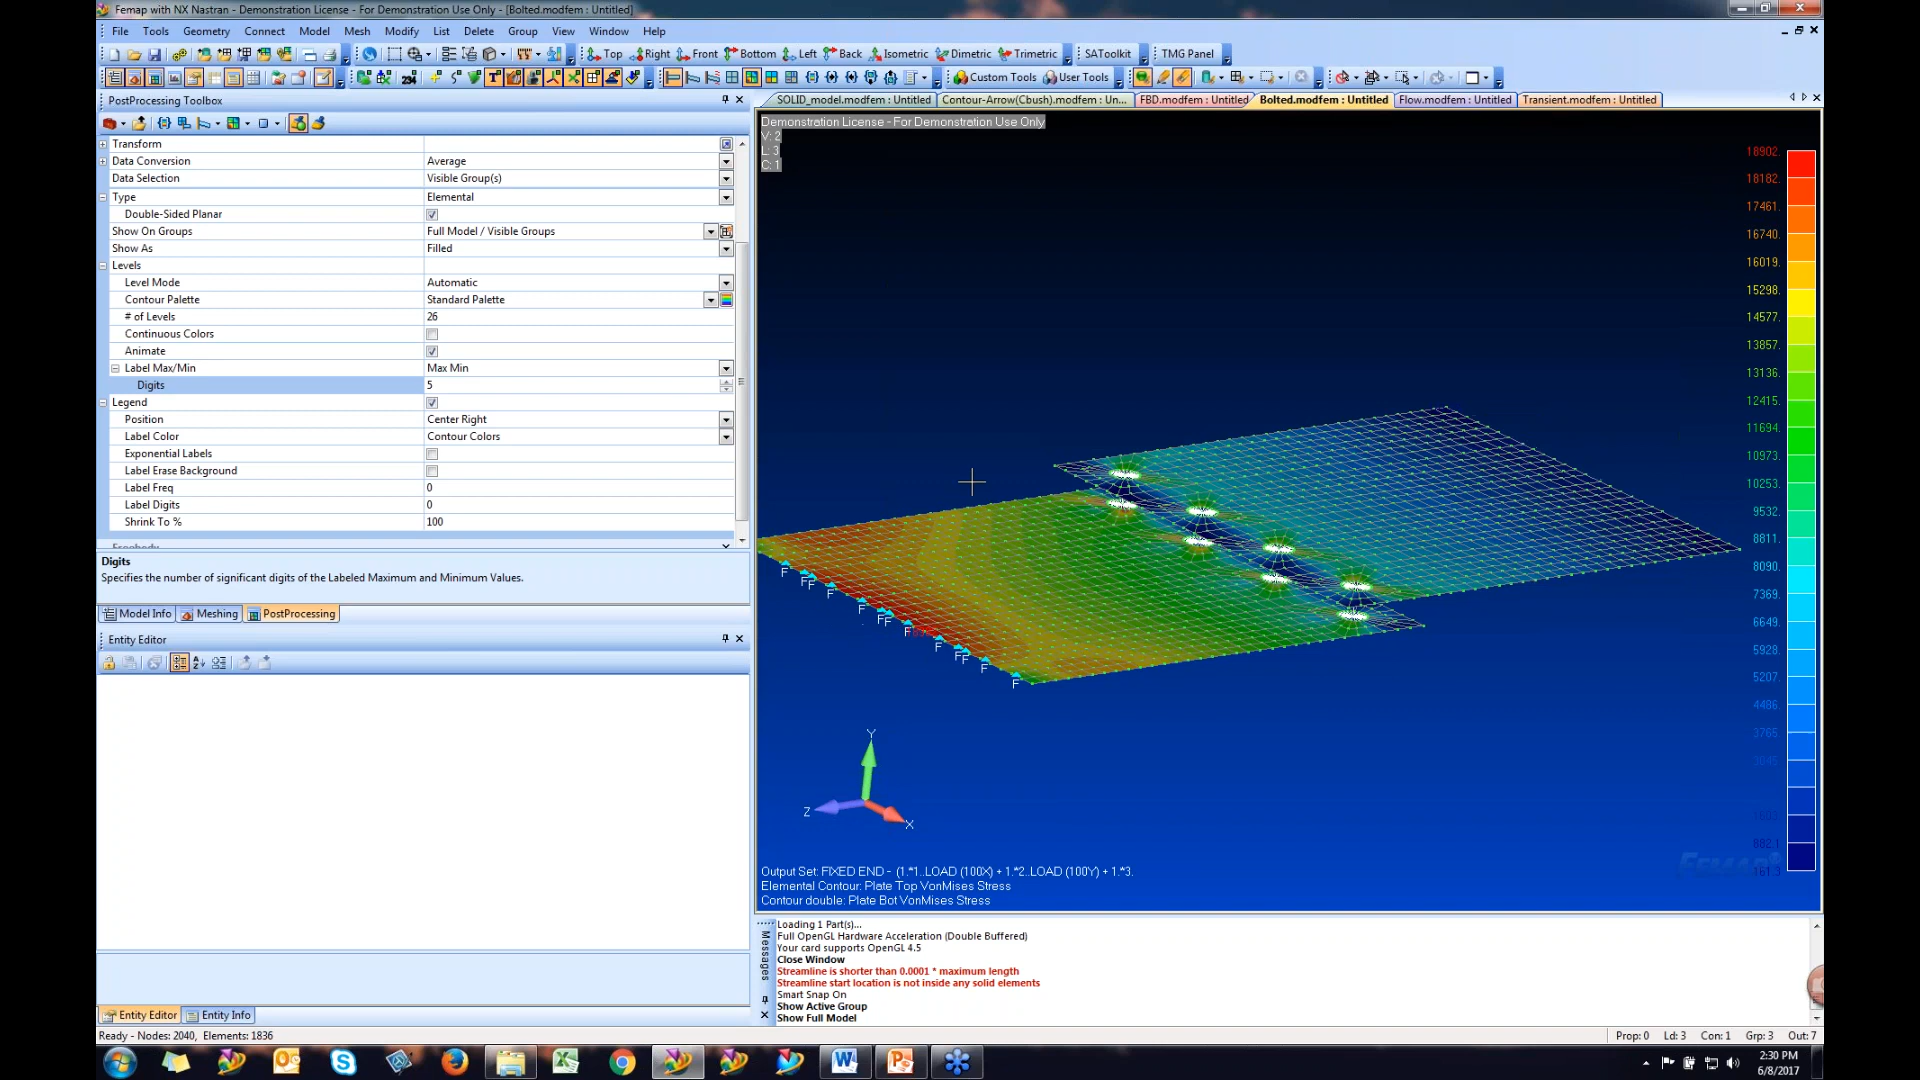 Femap with NX Nastran - Demonstration License - For Demonstration Use Only - [Bolted.modfem : Untitled]
File Tools Geometry Connect Model Mesh Modify List Delete Group View Window Help
Top Right Front Bottom Left Back Isometric Dimetric Trimetric SAToolkit TMG Panel
234 Custom Tools User Tools
PostProcessing Toolbox
SOLID_model.modfem : Untitled Contour-Arrow(Cbush).modfem : Un... FBD.modfem : Untitled Bolted.modfem : Untitled Flow.modfem : Untitled Transient.modfem : Untitled
Transform
Data Conversion Average
Data Selection Visible Group(s)
Type Elemental
Double-Sided Planar
Show On Groups Full Model / Visible Groups
Show As Filled
Levels
Level Mode Automatic
Contour Palette Standard Palette
# of Levels 26
Continuous Colors
Animate
Label Max/Min Max Min
Digits 5
Legend
Position Center Right
Label Color Contour Colors
Exponential Labels
Label Erase Background
Label Freq 0
Label Digits 0
Shrink To % 100
Freebody
Digits
Specifies the number of significant digits of the Labeled Maximum and Minimum Values.
Model Info Meshing PostProcessing
Entity Editor
Entity Editor Entity Info
Demonstration License - For Demonstration Use Only
V: 2
L: 3
C: 1
18902.
18182.
17461.
16740.
16019.
15298.
14577.
13857.
13136.
12415.
11694.
10973.
10253.
9532.
8811.
8090.
7369.
6649.
5928.
5207.
4486.
3765.
3045.
882.1
161.3
F
FF
F
F
FF
F
F
FF
F
F
Y
Z
X
FEMAP
Output Set: FIXED END - (1.*1..LOAD (100X) + 1.*2..LOAD (100Y) + 1.*3.
Elemental Contour: Plate Top VonMises Stress
Contour double: Plate Bot VonMises Stress
Messages
Loading 1 Part(s)...
Full OpenGL Hardware Acceleration (Double Buffered)
Your card supports OpenGL 4.5
Close Window
Streamline is shorter than 0.0001 * maximum length
Streamline start location is not inside any solid elements
Smart Snap On
Show Active Group
Show Full Model
Ready - Nodes: 2040, Elements: 1836
Prop: 0 Ld: 3 Con: 1 Grp: 3 Out: 7
2:30 PM
6/8/2017